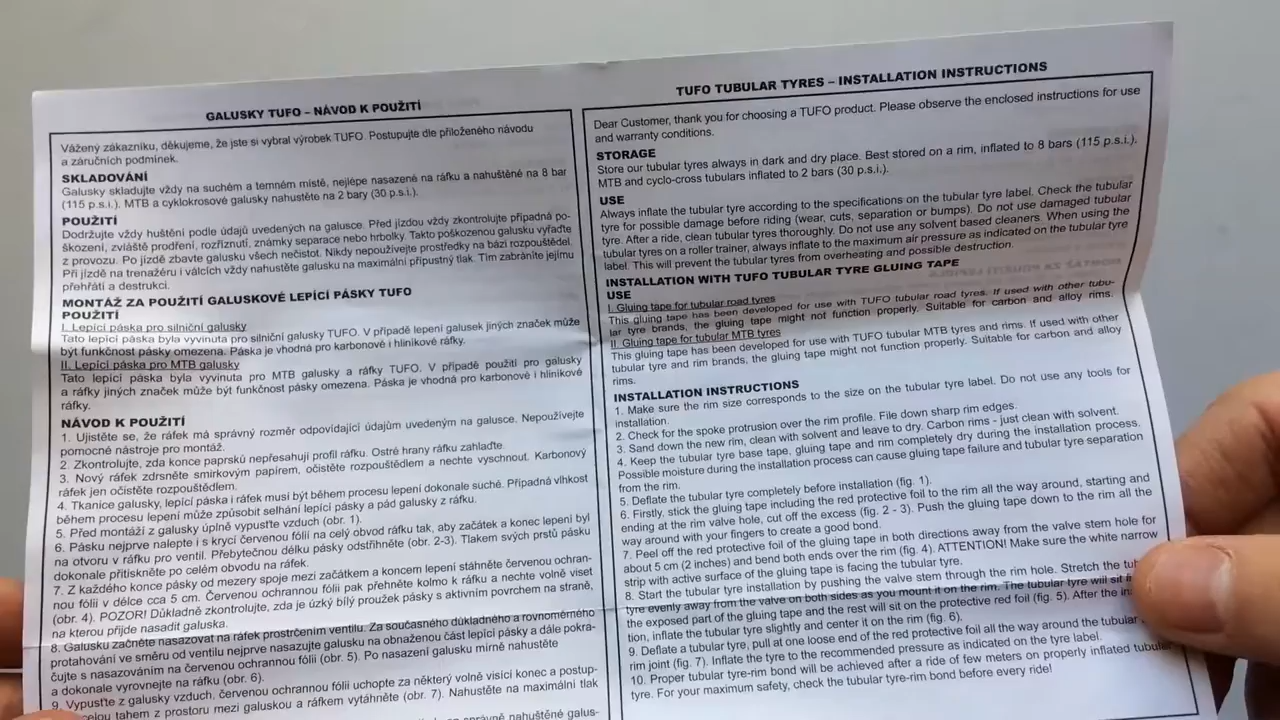 GALUSKY TUFO – NÁVOD K POUŽITÍ
Vážený zákazníku, děkujeme, že jste si vybral výrobek TUFO. Postupujte dle přiloženého návodu
a záručních podmínek.
SKLADOVÁNÍ
Galusky skladujte vždy na suchém a temném místě, nejlépe nasazené na ráfku a nahuštěné na 8 bar
(115 p.s.i.). MTB a cyklokrosové galusky nahustěte na 2 bary (30 p.s.i.).
POUŽITÍ
Dodržujte vždy huštění podle údajů uvedených na galusce. Před jízdou vždy zkontrolujte případná po-
škození, zvláště prodření, rozříznutí, známky separace nebo hrbolky. Takto poškozenou galusku vyřaďte
z provozu. Po jízdě zbavte galusku všech nečistot. Nikdy nepoužívejte prostředky na bázi rozpouštědel.
Při jízdě na trenažéru i válcích vždy nahustěte galusku na maximální přípustný tlak. Tím zabráníte jejímu
přehřátí a destrukci.
MONTÁŽ ZA POUŽITÍ GALUSKOVÉ LEPÍCÍ PÁSKY TUFO
POUŽITÍ
I. Lepící páska pro silniční galusky
Tato lepící páska byla vyvinuta pro silniční galusky TUFO. V případě lepení galusek jiných značek může
být funkčnost pásky omezena. Páska je vhodná pro karbonové i hliníkové ráfky.
II. Lepící páska pro MTB galusky
Tato lepící páska byla vyvinuta pro MTB galusky a ráfky TUFO. V případě použití pro galusky
a ráfky jiných značek může být funkčnost pásky omezena. Páska je vhodná pro karbonové i hliníkové
ráfky.
NÁVOD K POUŽITÍ
1. Ujistěte se, že ráfek má správný rozměr odpovídající údajům uvedeným na galusce. Nepoužívejte
pomocné nástroje pro montáž.
2. Zkontrolujte, zda konce paprsků nepřesahují profil ráfku. Ostré hrany ráfku zahlaďte.
3. Nový ráfek zdrsněte smirkovým papírem, očistěte rozpouštědlem a nechte vyschnout. Karbonový
ráfek jen očistěte rozpouštědlem.
4. Tkanice galusky, lepící páska i ráfek musí být během procesu lepení dokonale suché. Případná vlhkost
během procesu lepení může způsobit selhání lepící pásky a pád galusky z ráfku.
5. Před montáží z galusky úplně vypusťte vzduch (obr. 1).
6. Pásku nejprve nalepte i s krycí červenou fólií na celý obvod ráfku tak, aby začátek a konec lepení byl
na otvoru v ráfku pro ventil. Přebytečnou délku pásky odstřihněte (obr. 2-3). Tlakem svých prstů pásku
dokonale přitiskněte po celém obvodu na ráfek.
7. Z každého konce pásky od mezery spoje mezi začátkem a koncem lepení stáhněte červenou ochran-
nou fólii v délce cca 5 cm. Červenou ochrannou fólii pak přehněte kolmo k ráfku a nechte volně viset
(obr. 4). POZOR! Důkladně zkontrolujte, zda je úzký bílý proužek pásky s aktivním povrchem na straně,
na kterou přijde nasadit galuska.
8. Galusku začněte nasazovat na ráfek prostrčením ventilu. Za současného důkladného a rovnoměrného
protahování ve směru od ventilu nejprve nasazujte galusku na obnaženou část lepící pásky a dále pokra-
čujte s nasazováním na červenou ochrannou fólii (obr. 5). Po nasazení galusku mírně nahustěte
a dokonale vyrovnejte na ráfku (obr. 6).
9. Vypusťte z galusky vzduch, červenou ochrannou fólii uchopte za některý volně visící konec a postup-
celou tahem z prostoru mezi galuskou a ráfkem vytáhněte (obr. 7). Nahustěte na maximální tlak
správně nahuštěné galus-
TUFO TUBULAR TYRES – INSTALLATION INSTRUCTIONS
Dear Customer, thank you for choosing a TUFO product. Please observe the enclosed instructions for use
and warranty conditions.
STORAGE
Store our tubular tyres always in dark and dry place. Best stored on a rim, inflated to 8 bars (115 p.s.i.),
MTB and cyclo-cross tubulars inflated to 2 bars (30 p.s.i.).
USE
Always inflate the tubular tyre according to the specifications on the tubular tyre label. Check the tubular
tyre for possible damage before riding (wear, cuts, separation or bumps). Do not use damaged tubular
tyre. After a ride, clean tubular tyres thoroughly. Do not use any solvent based cleaners. When using the
tubular tyres on a roller trainer, always inflate to the maximum air pressure as indicated on the tubular tyre
label. This will prevent the tubular tyres from overheating and possible destruction.
INSTALLATION WITH TUFO TUBULAR TYRE GLUING TAPE
USE
I. Gluing tape for tubular road tyres
This gluing tape has been developed for use with TUFO tubular road tyres. If used with other tubu-
lar tyre brands, the gluing tape might not function properly. Suitable for carbon and alloy rims.
II. Gluing tape for tubular MTB tyres
This gluing tape has been developed for use with TUFO tubular MTB tyres and rims. If used with other
tubular tyre and rim brands, the gluing tape might not function properly. Suitable for carbon and alloy
rims.
INSTALLATION INSTRUCTIONS
1. Make sure the rim size corresponds to the size on the tubular tyre label. Do not use any tools for
installation.
2. Check for the spoke protrusion over the rim profile. File down sharp rim edges.
3. Sand down the new rim, clean with solvent and leave to dry. Carbon rims - just clean with solvent.
4. Keep the tubular tyre base tape, gluing tape and rim completely dry during the installation process.
Possible moisture during the installation process can cause gluing tape failure and tubular tyre separation
from the rim.
5. Deflate the tubular tyre completely before installation (fig. 1).
6. Firstly, stick the gluing tape including the red protective foil to the rim all the way around, starting and
ending at the rim valve hole, cut off the excess (fig. 2 - 3). Push the gluing tape down to the rim all the
way around with your fingers to create a good bond.
7. Peel off the red protective foil of the gluing tape in both directions away from the valve stem hole for
about 5 cm (2 inches) and bend both ends over the rim (fig. 4). ATTENTION! Make sure the white narrow
strip with active surface of the gluing tape is facing the tubular tyre.
8. Start the tubular tyre installation by pushing the valve stem through the rim hole. Stretch the
tyre evenly away from the valve on both sides as you mount it on the rim. The tubular tyre will sit
the exposed part of the gluing tape and the rest will sit on the protective red foil (fig. 5). After the
tion, inflate the tubular tyre slightly and center it on the rim (fig. 6).
9. Deflate a tubular tyre, pull at one loose end of the red protective foil all the way around the tubular
rim joint (fig. 7). Inflate the tyre to the recommended pressure as indicated on the tyre label.
10. Proper tubular tyre-rim bond will be achieved after a ride of few meters on properly inflated tubular
tyre. For your maximum safety, check the tubular tyre-rim bond before every ride!